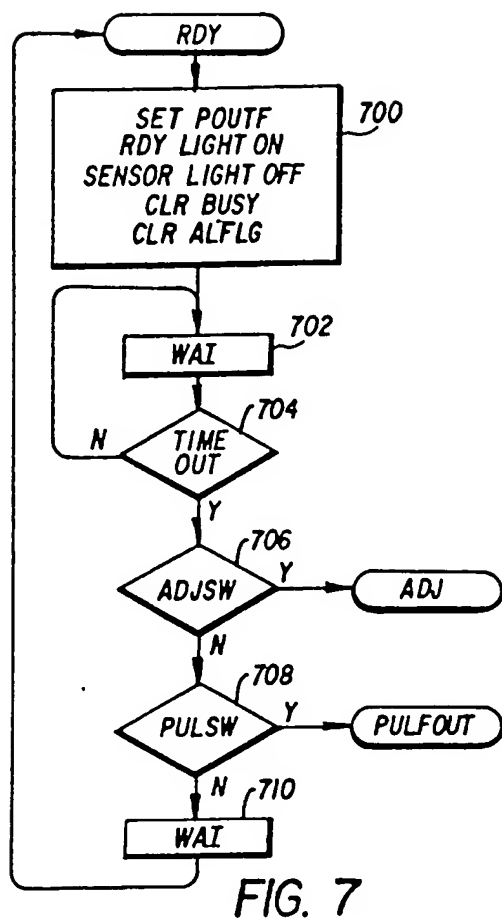 RDY
SET POUTF
RDY LIGHT ON
SENSOR LIGHT OFF
CLR BUSY
CLR ALFLG
700
WAI
702
TIME
OUT
704
N
Y
ADJSW
706
Y
ADJ
N
PULSW
708
Y
PULFOUT
N
WAI
710
FIG. 7